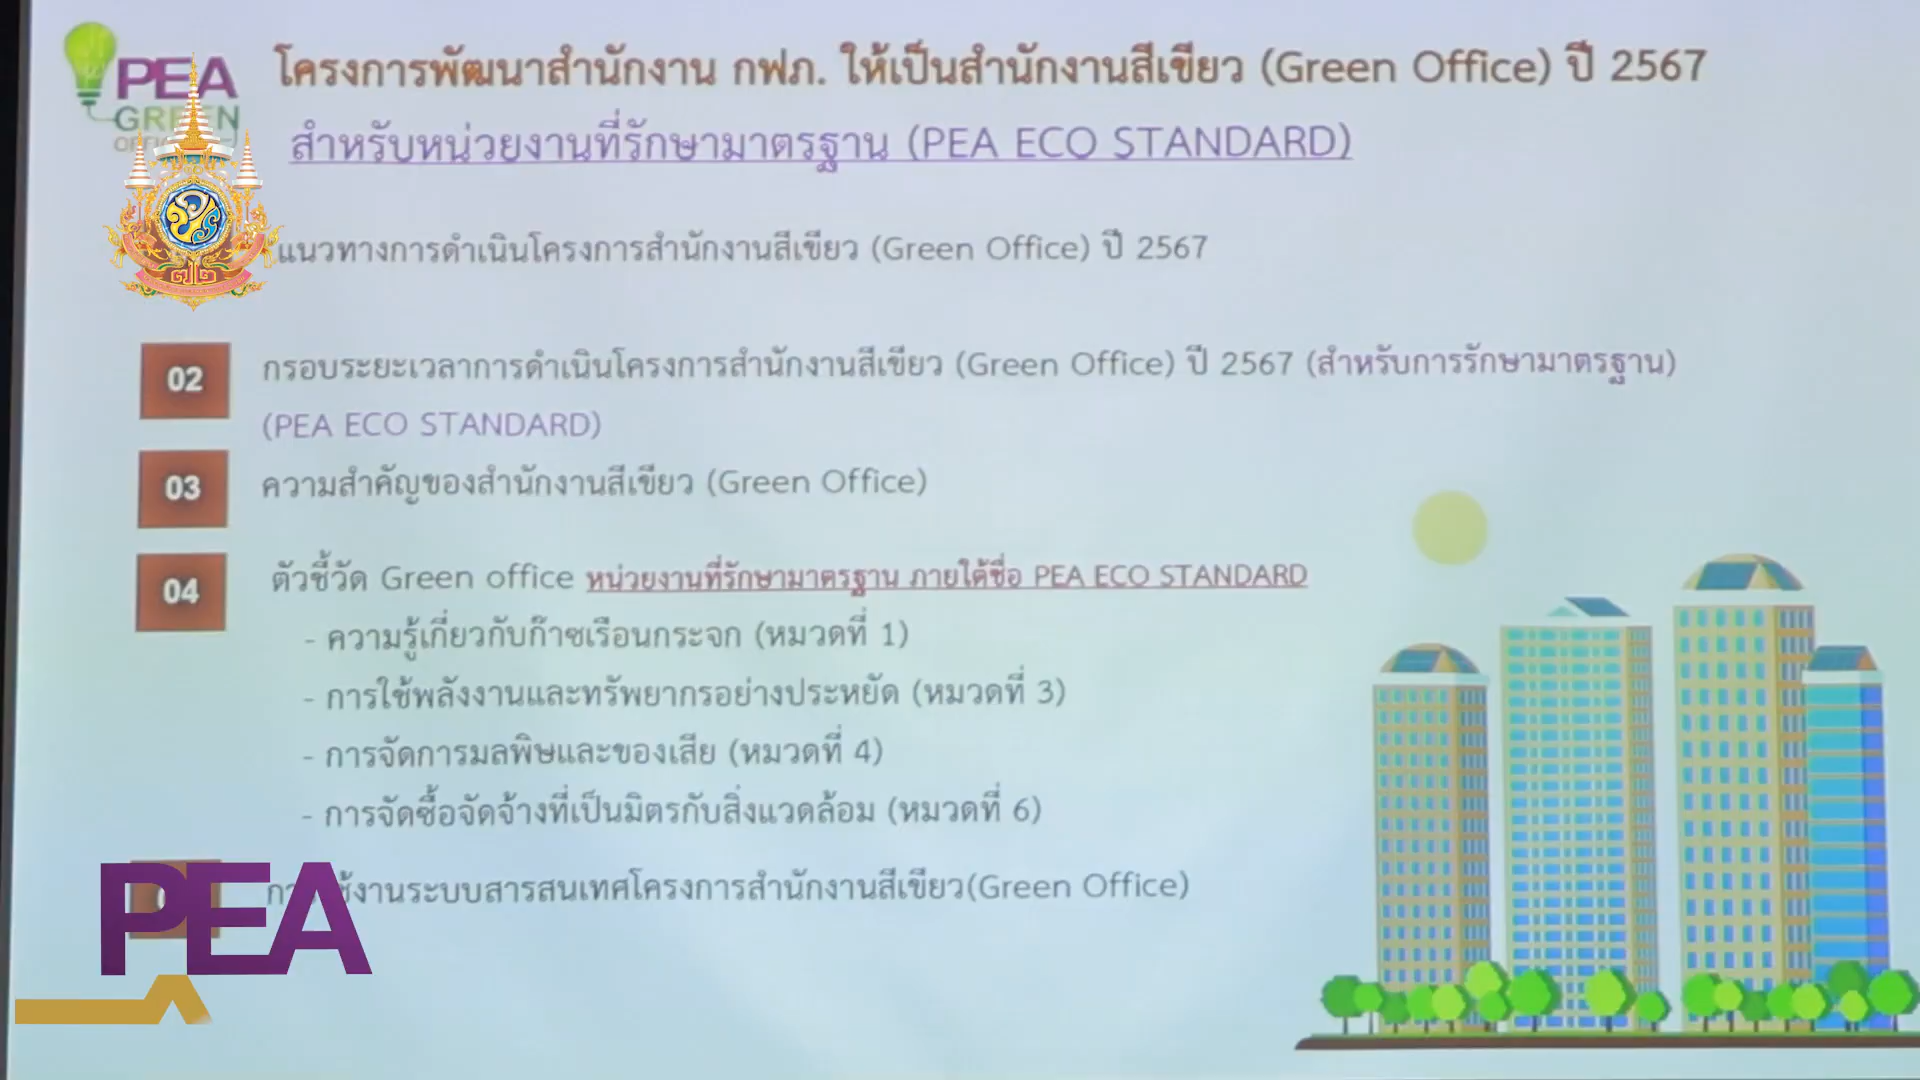 PEA
GREEN
โครงการพัฒนาสำนักงาน กฟภ. ให้เป็นสำนักงานสีเขียว (Green Office) ปี 2567
สำหรับหน่วยงานที่รักษามาตรฐาน (PEA ECO STANDARD)
๗๒
แนวทางการดำเนินโครงการสำนักงานสีเขียว (Green Office) ปี 2567
02 กรอบระยะเวลาการดำเนินโครงการสำนักงานสีเขียว (Green Office) ปี 2567 (สำหรับการรักษามาตรฐาน)
(PEA ECO STANDARD)
03 ความสำคัญของสำนักงานสีเขียว (Green Office)
04 ตัวชี้วัด Green office หน่วยงานที่รักษามาตรฐาน ภายใต้ชื่อ PEA ECO STANDARD
- ความรู้เกี่ยวกับก๊าซเรือนกระจก (หมวดที่ 1)
- การใช้พลังงานและทรัพยากรอย่างประหยัด (หมวดที่ 3)
- การจัดการมลพิษและของเสีย (หมวดที่ 4)
- การจัดซื้อจัดจ้างที่เป็นมิตรกับสิ่งแวดล้อม (หมวดที่ 6)
งานระบบสารสนเทศโครงการสำนักงานสีเขียว(Green Office)
PEA